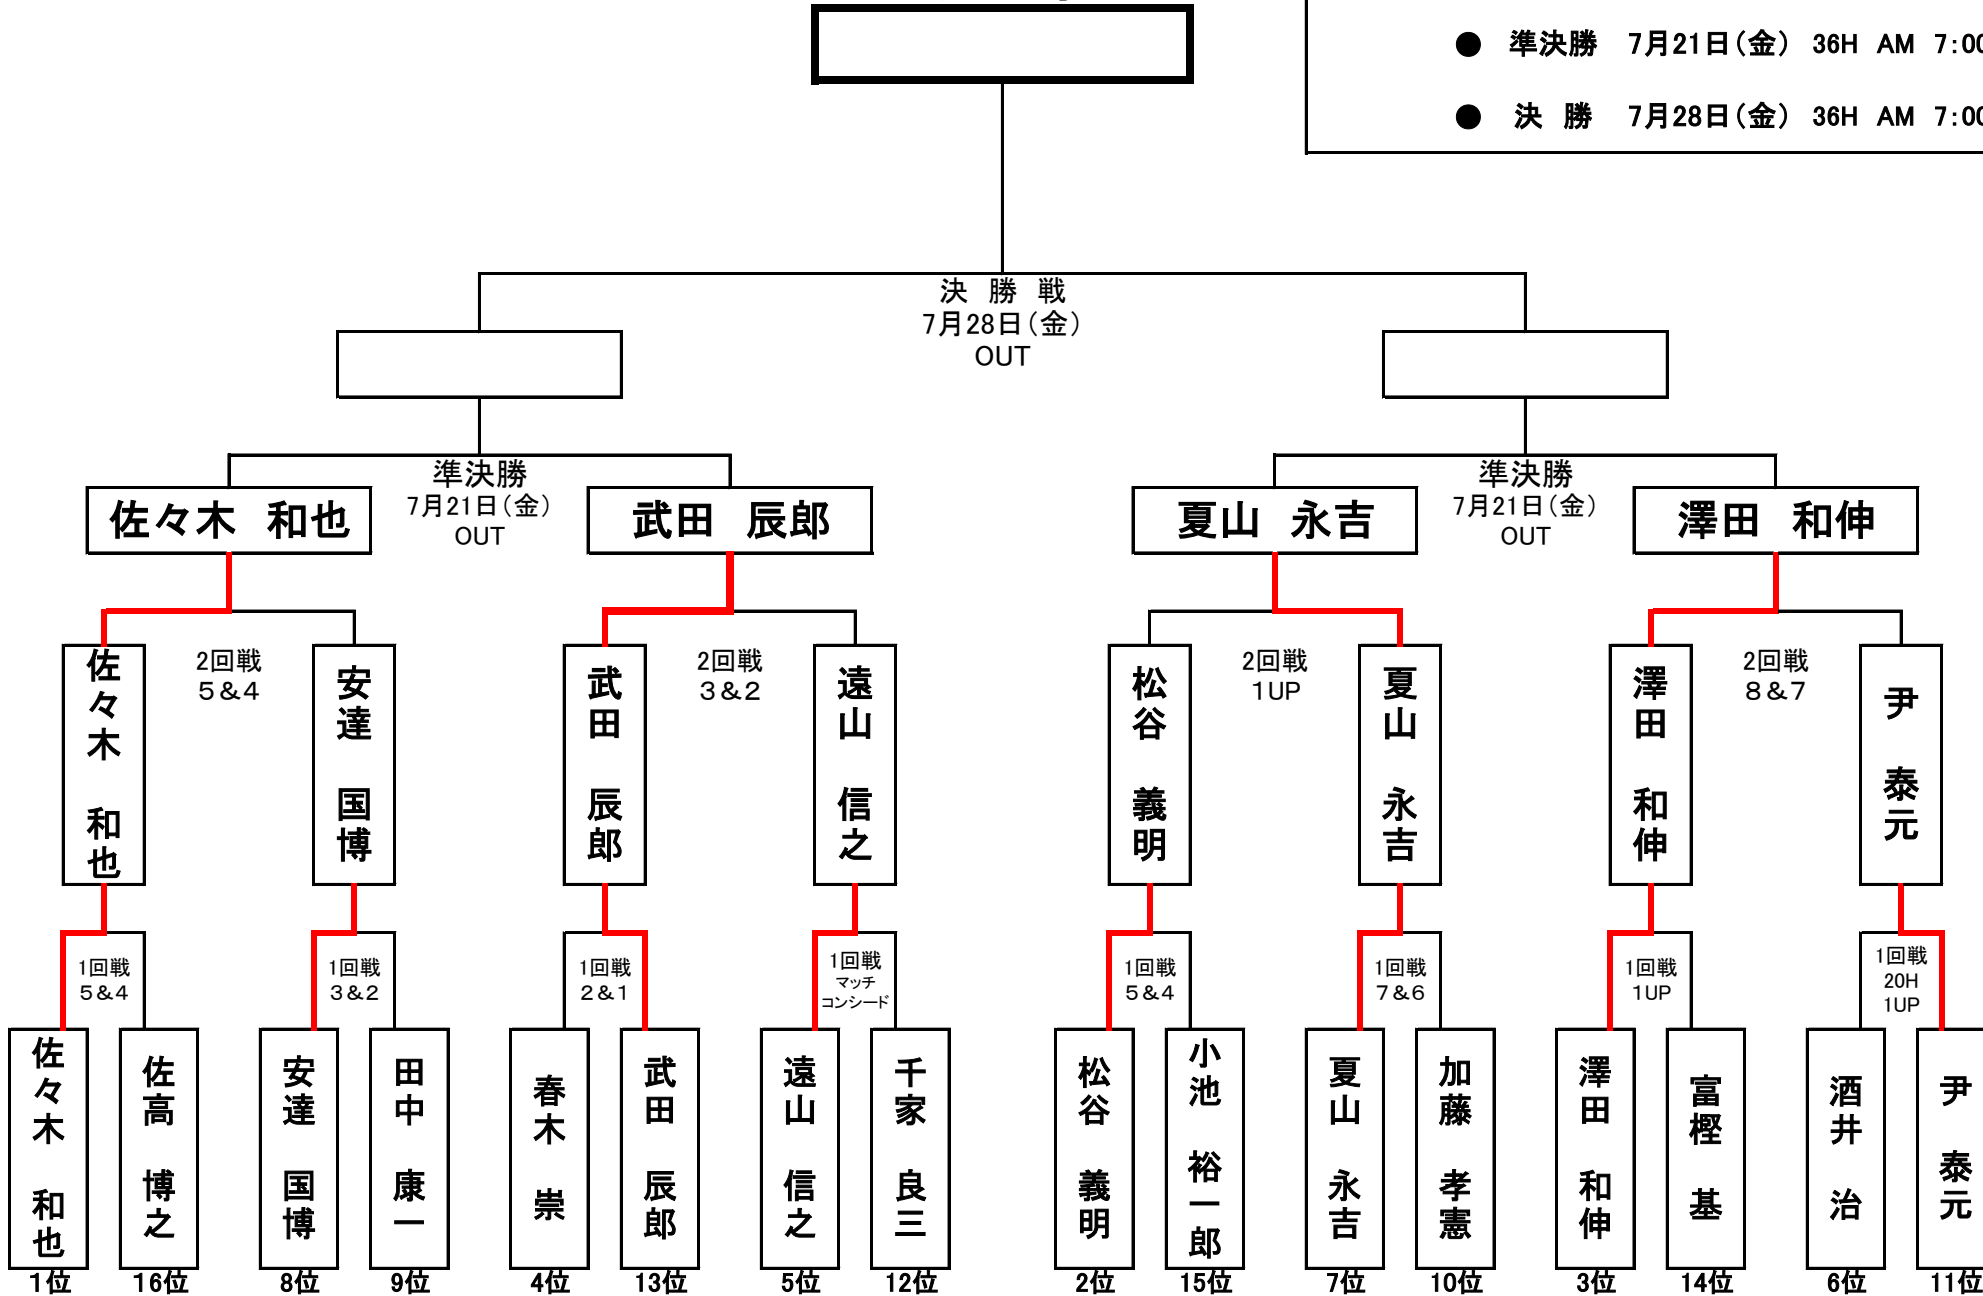 ● 準決勝 7月21日(金) 36H AM 7:00
● 決 勝 7月28日(金) 36H AM 7:00
決 勝 戦
7月28日(金)
OUT
準決勝
7月21日(金)
OUT
準決勝
7月21日(金)
OUT
佐々木 和也
武田 辰郎
夏山 永吉
澤田 和伸
2回戦
5&4
2回戦
3&2
2回戦
1UP
2回戦
8&7
佐々木 和也
安達 国博
武田 辰郎
遠山 信之
松谷 義明
夏山 永吉
澤田 和伸
尹 泰元
1回戦
5&4
1回戦
3&2
1回戦
2&1
1回戦
マッチ
コンシード
1回戦
5&4
1回戦
7&6
1回戦
1UP
1回戦
20H
1UP
佐々木 和也
佐高 博之
安達 国博
田中 康一
春木 崇
武田 辰郎
遠山 信之
千家 良三
松谷 義明
小池 裕一郎
夏山 永吉
加藤 孝憲
澤田 和伸
富樫 基
酒井 治
尹 泰元
1位
16位
8位
9位
4位
13位
5位
12位
2位
15位
7位
10位
3位
14位
6位
11位